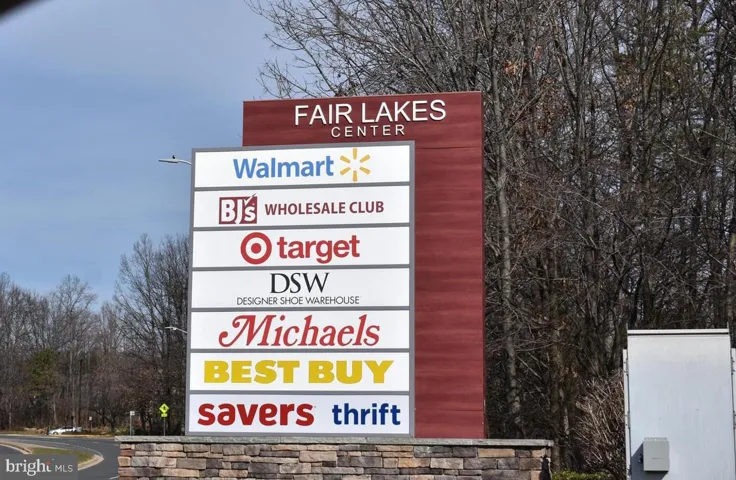 FAIR LAKES
CENTER
Walmart
BJ's WHOLESALE CLUB
target
DSW
DESIGNER SHOE WAREHOUSE
Michaels
BEST BUY
savers thrift
bright MLS